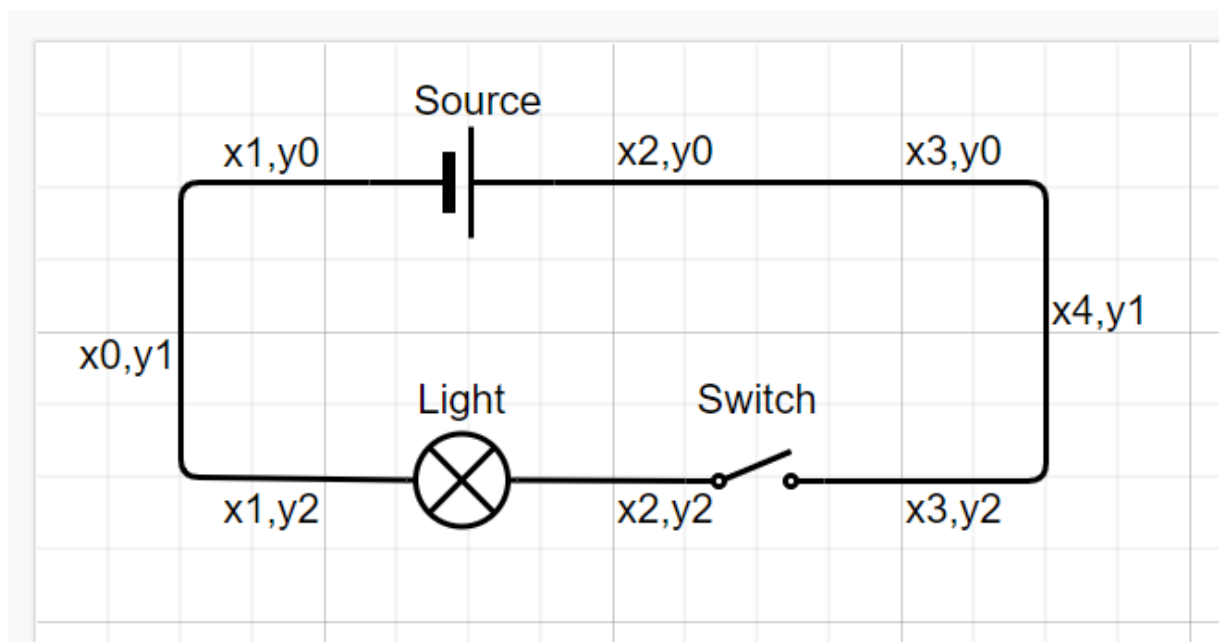 Source
x1,y0
x2,y0
x3,y0
x4,y1
x0,y1
Light
Switch
x1,y2
x2,y2
x3,y2